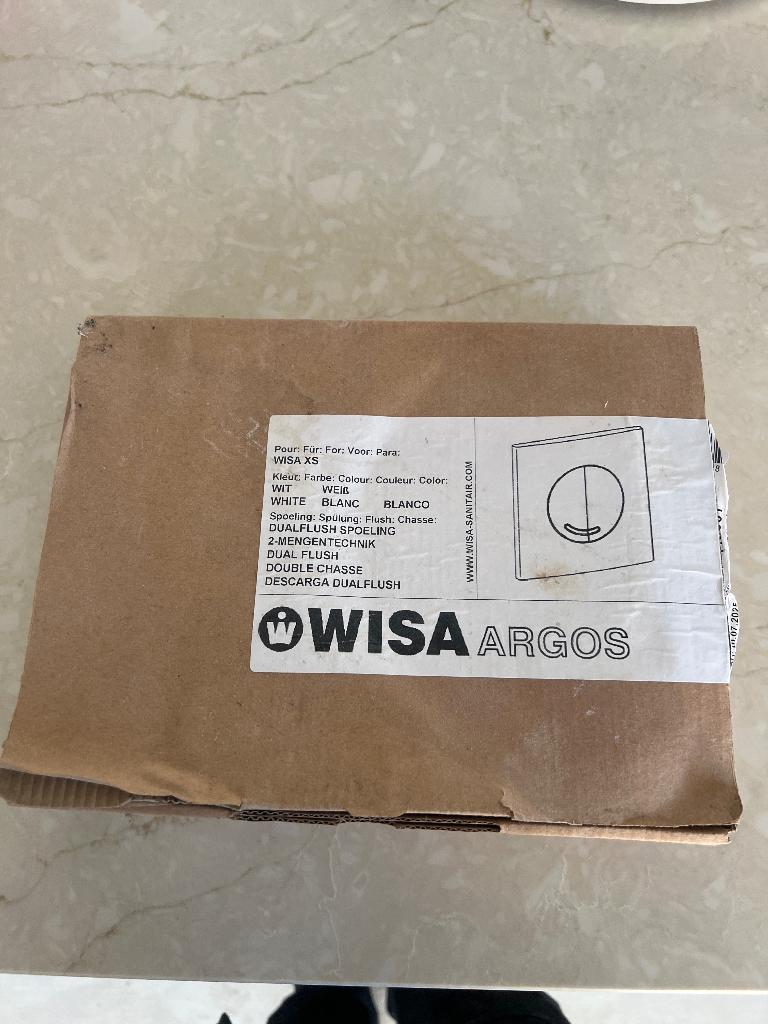 Pour: Für: For: Voor: Para:
WISA XS
Kleur: Farbe: Colour: Couleur: Color:
WIT WEIß
WHITE BLANC BLANCO
Spoeling: Spülung: Flush: Chasse:
DUALFLUSH SPOELING
2-MENGENTECHNIK
DUAL FLUSH
DOUBLE CHASSE
DESCARGA DUALFLUSH
WWW.WISA-SANITAIR.COM
W WISA ARGOS